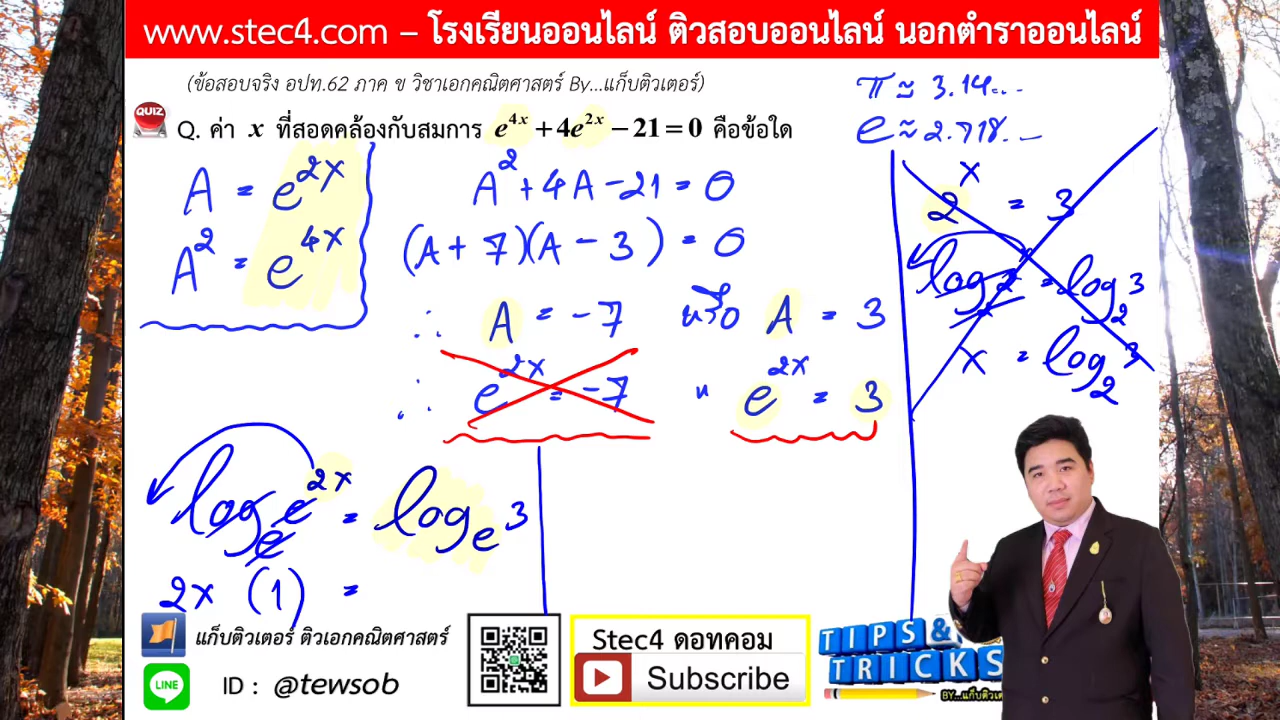 www.stec4.com – โรงเรียนออนไลน์ ติวสอบออนไลน์ นอกตำราออนไลน์
(ข้อสอบจริง อปท.62 ภาค ข วิชาเอกคณิตศาสตร์ By...แก็บติวเตอร์)
QUIZ
Q. ค่า x ที่สอดคล้องกับสมการ e^{4x} + 4e^{2x} − 21 = 0 คือข้อใด
π ≈ 3.14...
e ≈ 2.718...
A = e^{2x}
A² = e^{4x}
A² + 4A − 21 = 0
(A + 7)(A − 3) = 0
∴ A = −7 หรือ A = 3
∴ e^{2x} = −7 " e^{2x} = 3
2^x = 3
= log₂ 3
x = log₂ 3
log_e e^{2x} = log_e 3
2x (1) =
แก็บติวเตอร์ ติวเอกคณิตศาสตร์
LINE
ID : @tewsob
Stec4 ดอทคอม
Subscribe
TIPS &
TRICKS